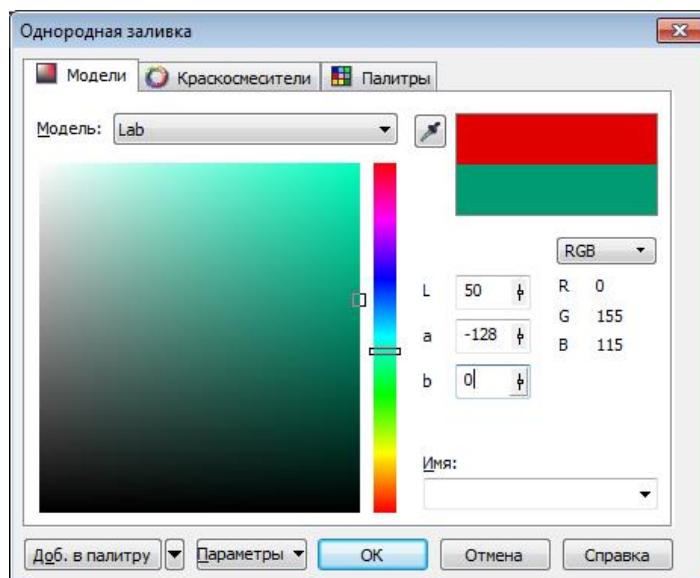 Однородная заливка
Модели Краскосмесители Палитры
Модель: Lab
RGB
L 50 R 0
G 155
a -128
B 115
b 0
Имя:
Доб. в палитру Параметры OK Отмена Справка